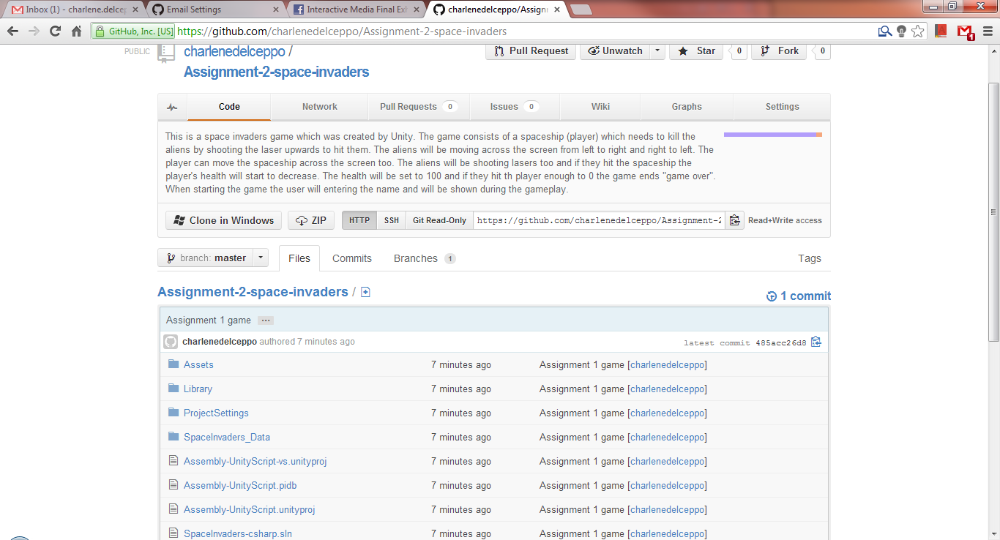 Inbox (1) - charlene.delcep
Email Settings
Interactive Media Final Exh
charlenedelceppo/Assignm
GitHub, Inc. [US] https://github.com/charlenedelceppo/Assignment-2-space-invaders
1
PUBLIC charlenedelceppo / Pull Request Unwatch Star 0 Fork 0
Assignment-2-space-invaders
Code Network Pull Requests 0 Issues 0 Wiki Graphs Settings
This is a space invaders game which was created by Unity. The game consists of a spaceship (player) which needs to kill the
aliens by shooting the laser upwards to hit them. The aliens will be moving across the screen from left to right and right to left. The
player can move the spaceship across the screen too. The aliens will be shooting lasers too and if they hit the spaceship the
player's health will start to decrease. The health will be set to 100 and if they hit th player enough to 0 the game ends "game over".
When starting the game the user will entering the name and will be shown during the gameplay.
Clone in Windows ZIP HTTP SSH Git Read-Only https://github.com/charlenedelceppo/Assignment-2 Read+Write access
branch: master Files Commits Branches 1 Tags
Assignment-2-space-invaders / 1 commit
Assignment 1 game ...
charlenedelceppo authored 7 minutes ago latest commit 485acc26d8
Assets 7 minutes ago Assignment 1 game [charlenedelceppo]
Library 7 minutes ago Assignment 1 game [charlenedelceppo]
ProjectSettings 7 minutes ago Assignment 1 game [charlenedelceppo]
SpaceInvaders_Data 7 minutes ago Assignment 1 game [charlenedelceppo]
Assembly-UnityScript-vs.unityproj 7 minutes ago Assignment 1 game [charlenedelceppo]
Assembly-UnityScript.pidb 7 minutes ago Assignment 1 game [charlenedelceppo]
Assembly-UnityScript.unityproj 7 minutes ago Assignment 1 game [charlenedelceppo]
SpaceInvaders-csharp.sln 7 minutes ago Assignment 1 game [charlenedelceppo]